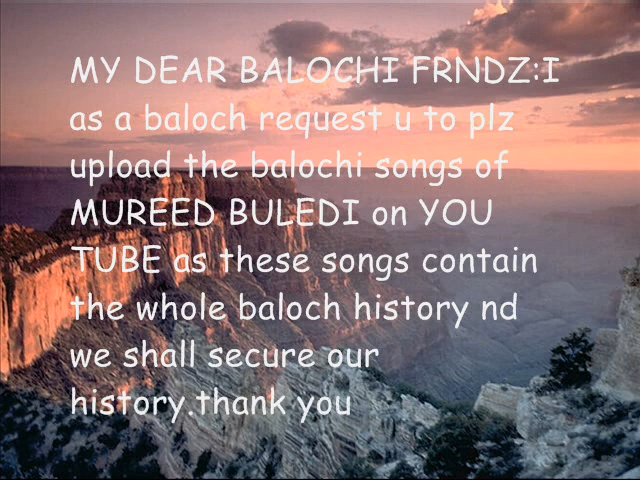 MY DEAR BALOCHI FRNDZ:I
as a baloch request u to plz
upload the balochi songs of
MUREED BULEDI on YOU
TUBE as these songs contain
the whole baloch history nd
we shall secure our
history.thank you